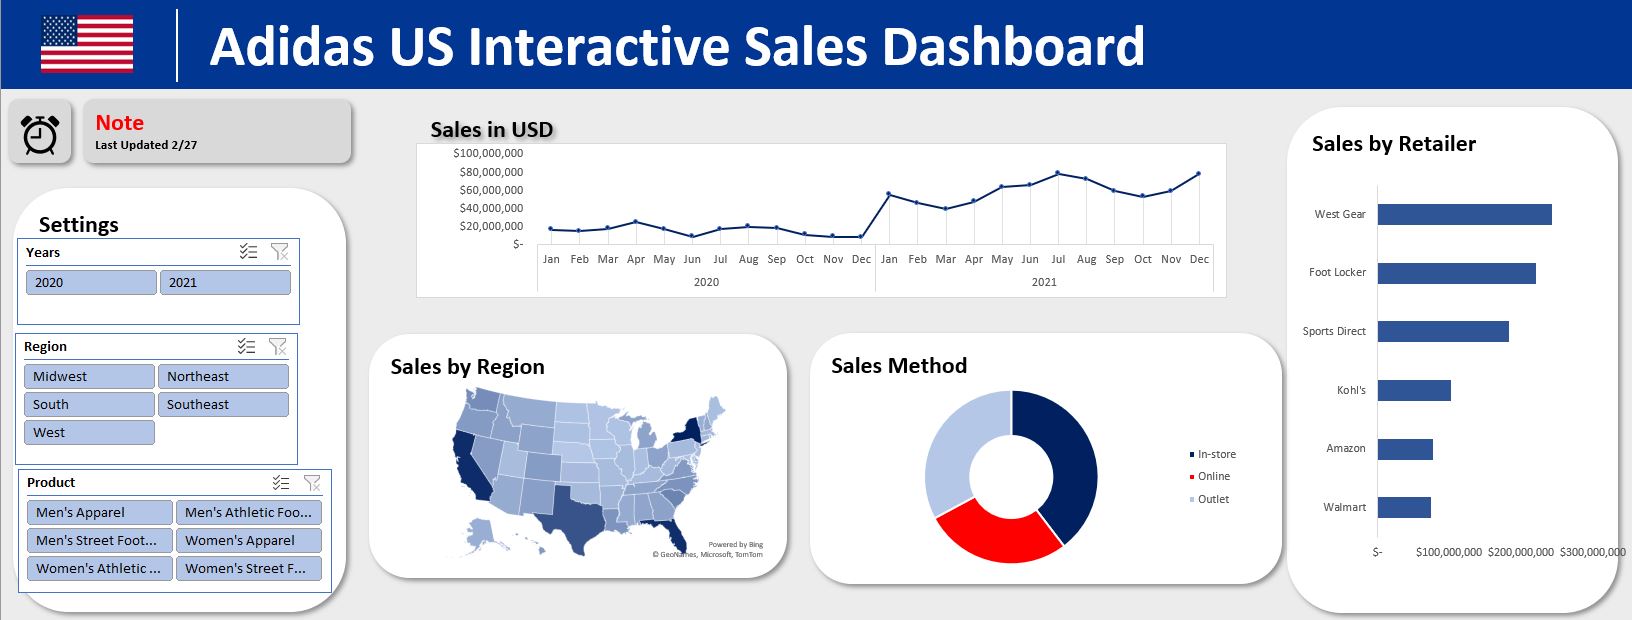 Adidas US Interactive Sales Dashboard
Note
Last Updated 2/27
Settings
Years
2020
2021
Region
Midwest
Northeast
South
Southeast
West
Product
Men's Apparel
Men's Athletic Foo...
Men's Street Foot...
Women's Apparel
Women's Athletic ...
Women's Street F...
Sales in USD
$100,000,000
$80,000,000
$60,000,000
$40,000,000
$20,000,000
$-
Jan Feb Mar Apr May Jun Jul Aug Sep Oct Nov Dec Jan Feb Mar Apr May Jun Jul Aug Sep Oct Nov Dec
2020 2021
Sales by Region
Powered by Bing
© GeoNames, Microsoft, TomTom
Sales Method
In-store
Online
Outlet
Sales by Retailer
West Gear
Foot Locker
Sports Direct
Kohl's
Amazon
Walmart
$- $100,000,000 $200,000,000 $300,000,000